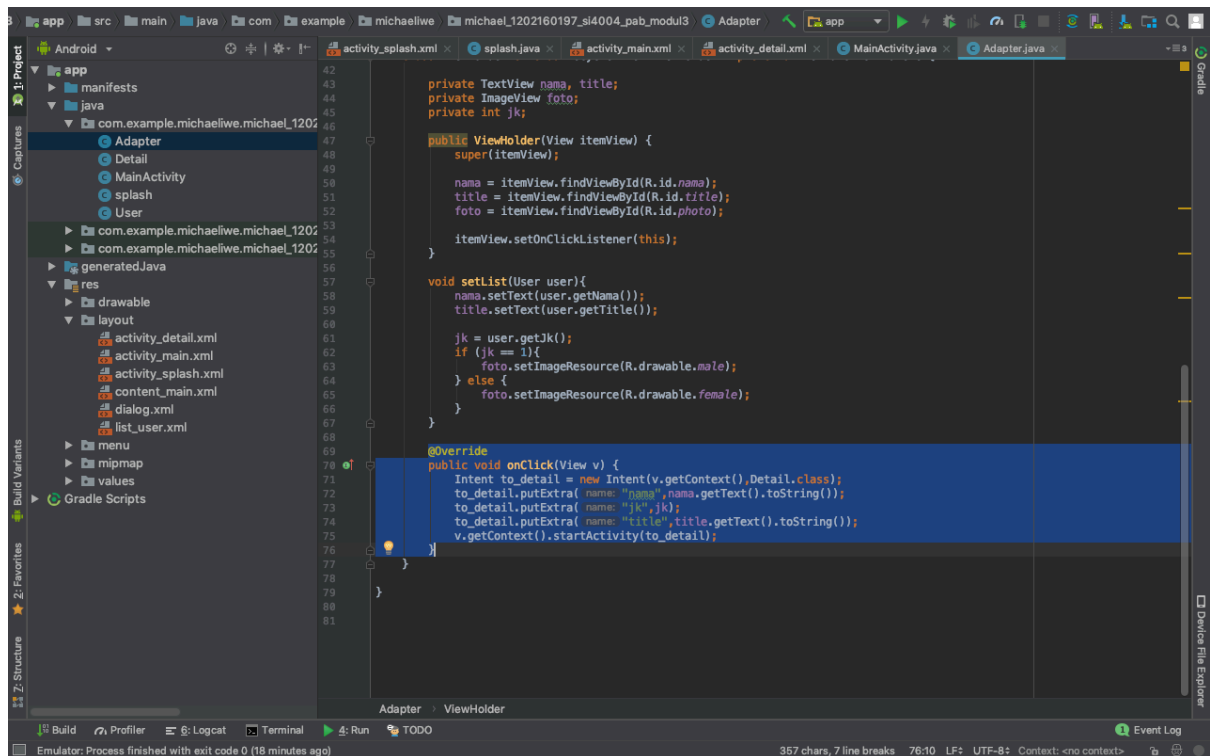 app src main java com example michaeliwe michael_1202160197_si4004_pab_modul3 Adapter app
Android
activity_splash.xml splash.java activity_main.xml activity_detail.xml MainActivity.java Adapter.java
1: Project
Captures
Build Variants
2: Favorites
7: Structure
app
manifests
java
com.example.michaeliwe.michael_1202
Adapter
Detail
MainActivity
splash
User
com.example.michaeliwe.michael_1202
com.example.michaeliwe.michael_1202
generatedJava
res
drawable
layout
activity_detail.xml
activity_main.xml
activity_splash.xml
content_main.xml
dialog.xml
list_user.xml
menu
mipmap
values
Gradle Scripts
42
43 private TextView nama, title;
44 private ImageView foto;
45 private int jk;
46
47 public ViewHolder(View itemView) {
48 super(itemView);
49
50 nama = itemView.findViewById(R.id.nama);
51 title = itemView.findViewById(R.id.title);
52 foto = itemView.findViewById(R.id.photo);
53
54 itemView.setOnClickListener(this);
55 }
56
57 void setList(User user){
58 nama.setText(user.getNama());
59 title.setText(user.getTitle());
60
61 jk = user.getJk();
62 if (jk == 1){
63 foto.setImageResource(R.drawable.male);
64 } else {
65 foto.setImageResource(R.drawable.female);
66 }
67 }
68
69 @Override
70 public void onClick(View v) {
71 Intent to_detail = new Intent(v.getContext(),Detail.class);
72 to_detail.putExtra( name: "nama",nama.getText().toString());
73 to_detail.putExtra( name: "jk",jk);
74 to_detail.putExtra( name: "title",title.getText().toString());
75 v.getContext().startActivity(to_detail);
76 }
77 }
78
79 }
80
81
Gradle
Device File Explorer
Adapter ViewHolder
Build Profiler 6: Logcat Terminal 4: Run TODO Event Log
Emulator: Process finished with exit code 0 (18 minutes ago) 357 chars, 7 line breaks 76:10 LF UTF-8 Context: <no context>